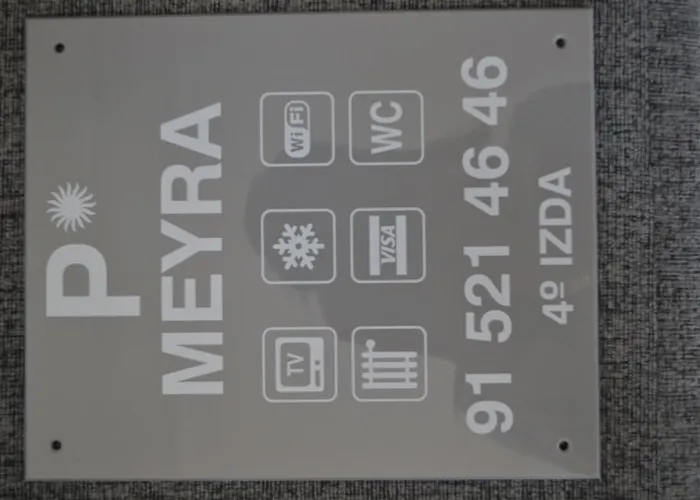 P
MEYRA
TV WiFi
VISA WC
91 521 46 46
4º IZDA